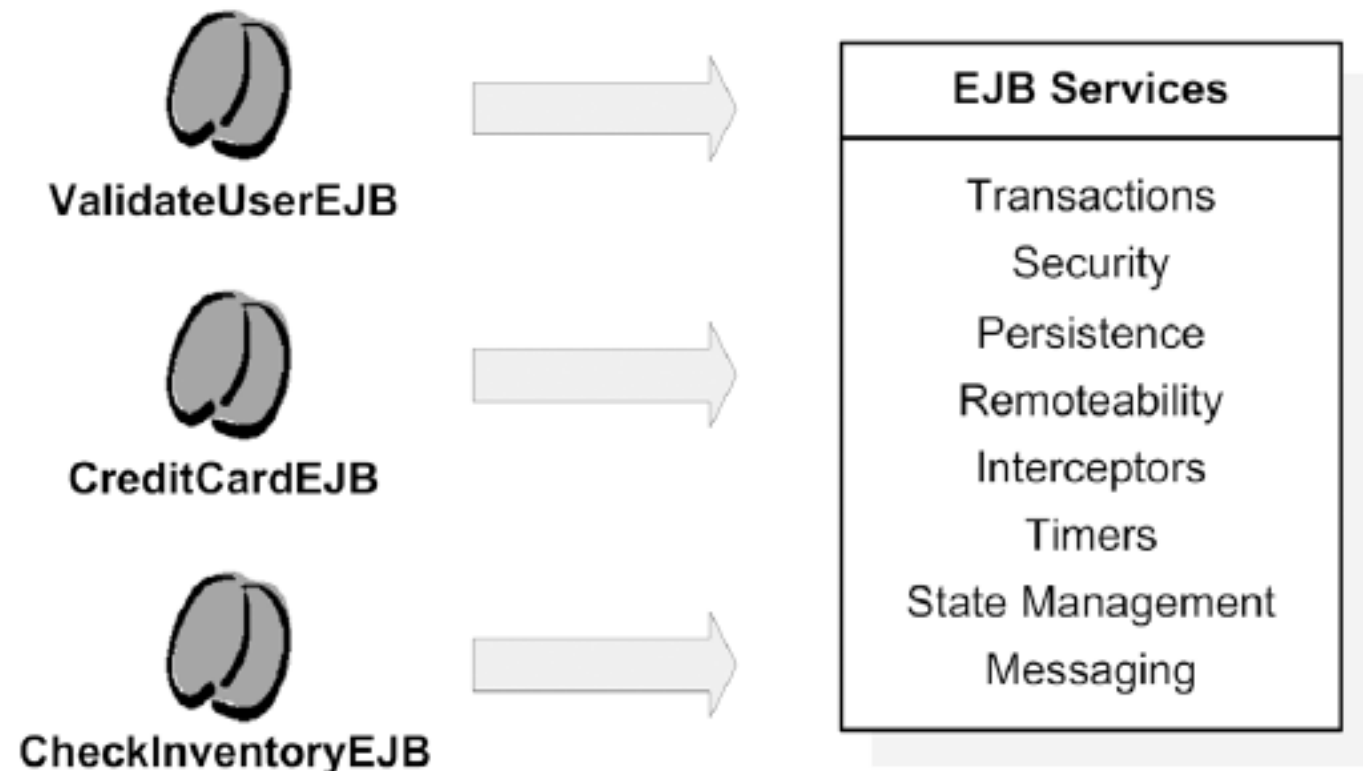 ValidateUserEJB
CreditCardEJB
CheckInventoryEJB
EJB Services
Transactions
Security
Persistence
Remoteability
Interceptors
Timers
State Management
Messaging